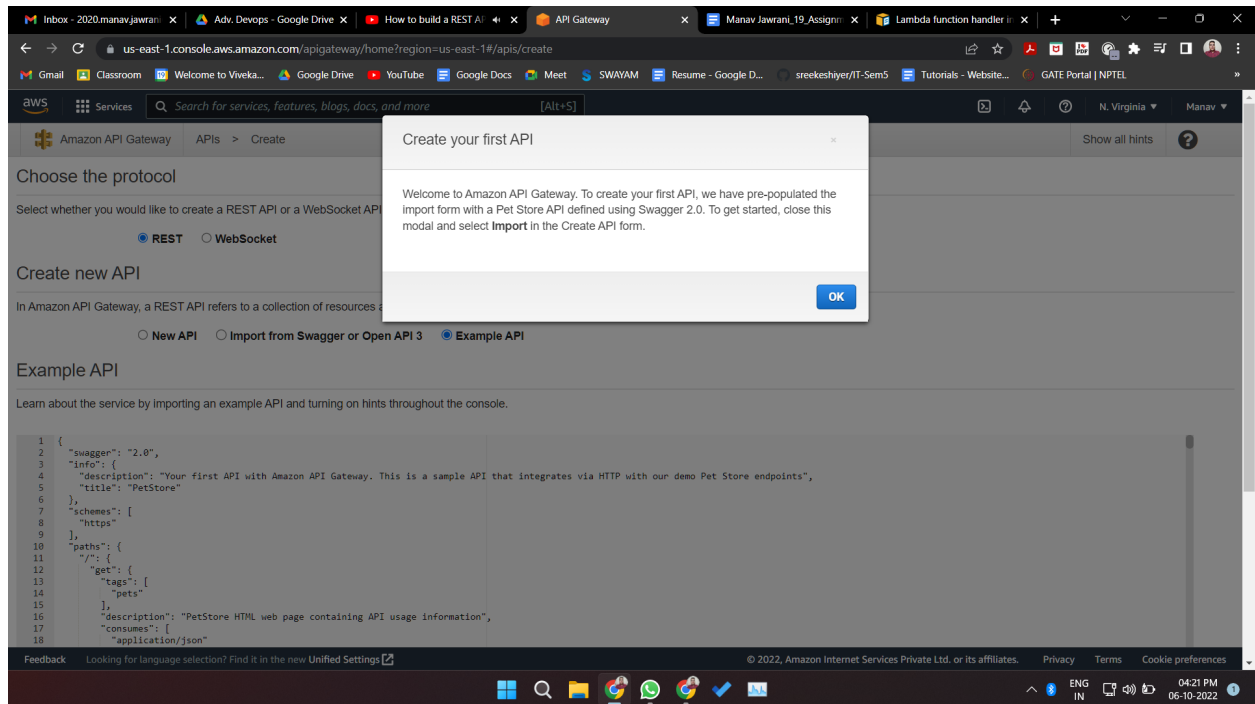 Inbox - 2020.manav.jawrani
Adv. Devops - Google Drive
How to build a REST AP
API Gateway
Manav Jawrani_19_Assignm
Lambda function handler in
us-east-1.console.aws.amazon.com/apigateway/home?region=us-east-1#/apis/create
Gmail Classroom Welcome to Viveka... Google Drive YouTube Google Docs Meet SWAYAM Resume - Google D... sreekeshiyer/IT-Sem5 Tutorials - Website... GATE Portal | NPTEL »
aws Services Search for services, features, blogs, docs, and more [Alt+S] N. Virginia Manav
Amazon API Gateway APIs > Create Show all hints
Create your first API
Welcome to Amazon API Gateway. To create your first API, we have pre-populated the
import form with a Pet Store API defined using Swagger 2.0. To get started, close this
modal and select Import in the Create API form.
OK
Choose the protocol
Select whether you would like to create a REST API or a WebSocket API
REST WebSocket
Create new API
In Amazon API Gateway, a REST API refers to a collection of resources
New API Import from Swagger or Open API 3 Example API
Example API
Learn about the service by importing an example API and turning on hints throughout the console.
1 {
2 "swagger": "2.0",
3 "info": {
4 "description": "Your first API with Amazon API Gateway. This is a sample API that integrates via HTTP with our demo Pet Store endpoints",
5 "title": "PetStore"
6 },
7 "schemes": [
8 "https"
9 ],
10 "paths": {
11 "/": {
12 "get": {
13 "tags": [
14 "pets"
15 ],
16 "description": "PetStore HTML web page containing API usage information",
17 "consumes": [
18 "application/json"
Feedback Looking for language selection? Find it in the new Unified Settings © 2022, Amazon Internet Services Private Ltd. or its affiliates. Privacy Terms Cookie preferences
ENG
IN
04:21 PM
06-10-2022
1